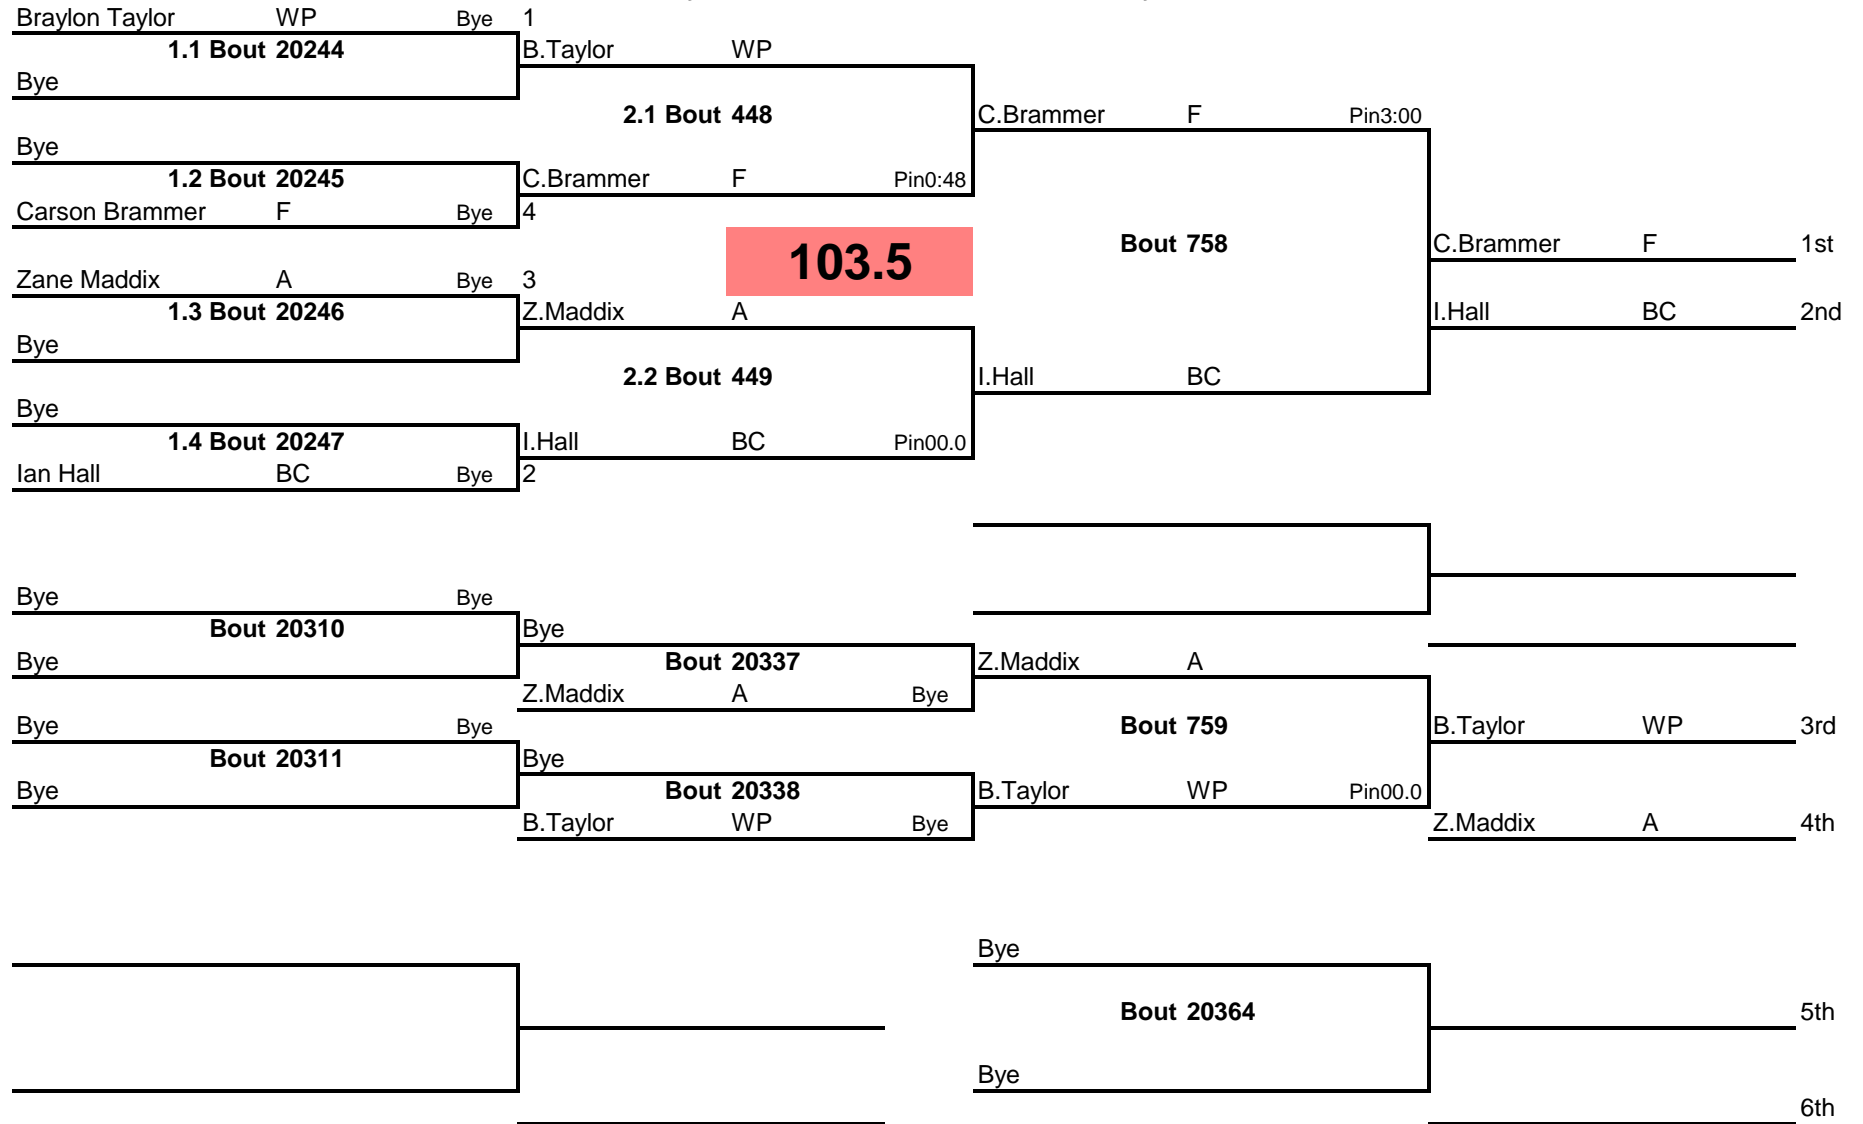 Braylon Taylor WP Bye 1
1.1 Bout 20244 B.Taylor WP
Bye
2.1 Bout 448 C.Brammer F Pin3:00
Bye
1.2 Bout 20245 C.Brammer F Pin0:48
Carson Brammer F Bye 4
103.5 Bout 758 C.Brammer F 1st
Zane Maddix A Bye 3
1.3 Bout 20246 Z.Maddix A I.Hall BC 2nd
Bye
2.2 Bout 449 I.Hall BC
Bye
1.4 Bout 20247 I.Hall BC Pin00.0
Ian Hall BC Bye 2
Bye Bye
Bout 20310 Bye
Bye Bout 20337 Z.Maddix A
Z.Maddix A Bye
Bye Bye Bout 759 B.Taylor WP 3rd
Bout 20311 Bye
Bye Bout 20338 B.Taylor WP Pin00.0
B.Taylor WP Bye Z.Maddix A 4th
Bye
Bout 20364 5th
Bye
6th